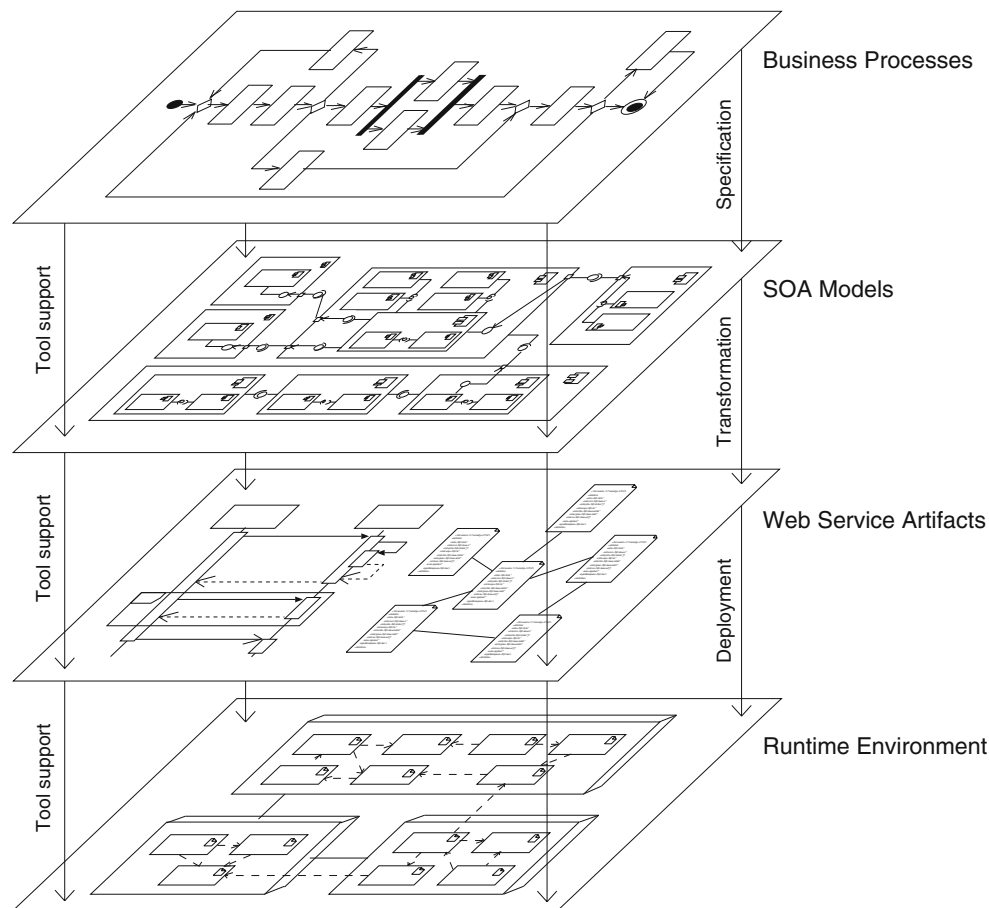 Business Processes
Specification
Tool support
SOA Models
Transformation
Tool support
Web Service Artifacts
Deployment
Tool support
Runtime Environment